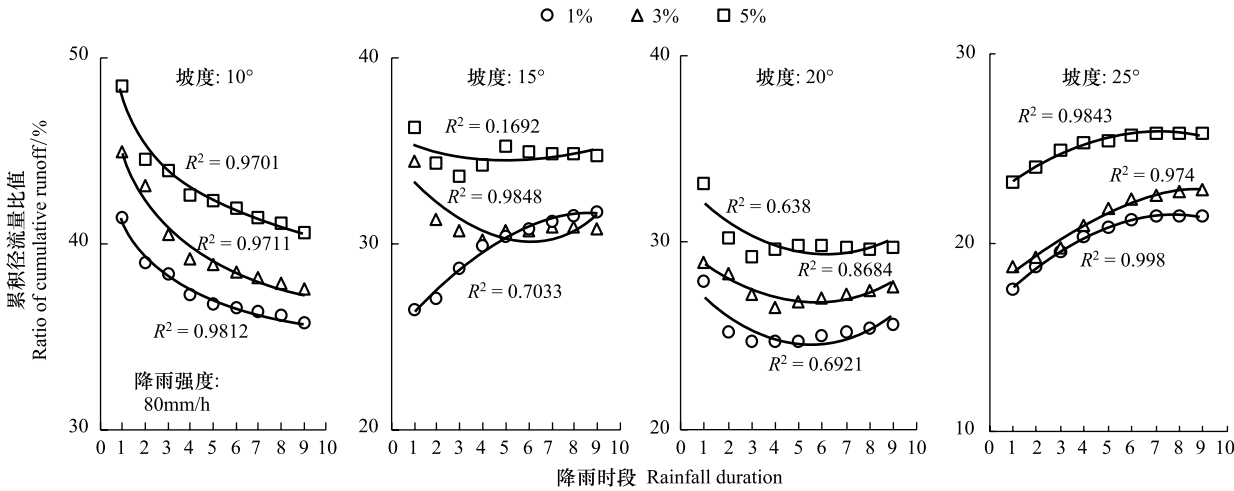 1% 3% 5%
累积径流量比值
Ratio of cumulative runoff/%
50
40
30
坡度: 10°
R² = 0.9701
R² = 0.9711
R² = 0.9812
降雨强度:
80mm/h
0 1 2 3 4 5 6 7 8 9 10
40
30
20
坡度: 15°
R² = 0.1692
R² = 0.9848
R² = 0.7033
0 1 2 3 4 5 6 7 8 9 10
40
30
20
坡度: 20°
R² = 0.638
R² = 0.8684
R² = 0.6921
0 1 2 3 4 5 6 7 8 9 10
30
20
10
坡度: 25°
R² = 0.9843
R² = 0.974
R² = 0.998
0 1 2 3 4 5 6 7 8 9 10
降雨时段 Rainfall duration